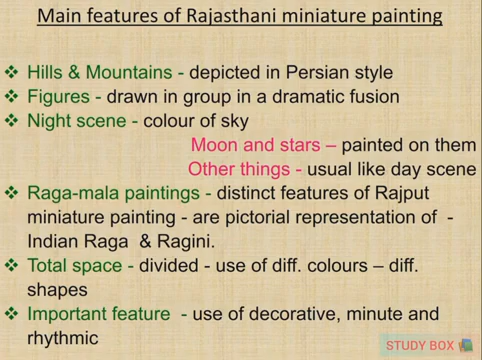 Main features of Rajasthani miniature painting
❖ Hills & Mountains - depicted in Persian style
❖ Figures - drawn in group in a dramatic fusion
❖ Night scene - colour of sky
Moon and stars – painted on them
Other things - usual like day scene
❖ Raga-mala paintings - distinct features of Rajput
miniature painting - are pictorial representation of -
Indian Raga & Ragini.
❖ Total space - divided - use of diff. colours – diff.
shapes
❖ Important feature - use of decorative, minute and
rhythmic
STUDY BOX